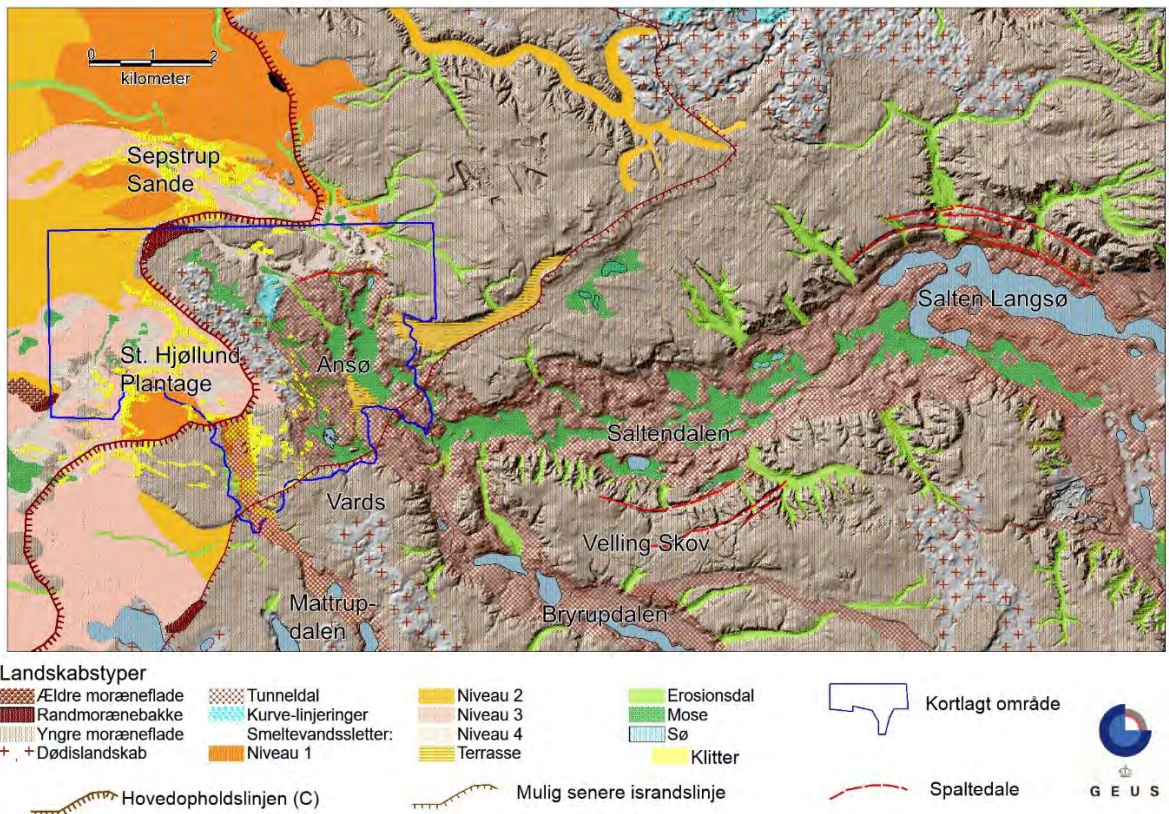 0 1 2
kilometer
Sepstrup
Sande
Salten Langsø
St. Hjøllund
Plantage
Ansø
Saltendalen
Vards
Velling Skov
Mattrup-
dalen
Bryrupdalen
Landskabstyper
Ældre moræneflade
Randmorænebakke
Yngre moræneflade
Dødislandskab
Tunneldal
Kurve-linjeringer
Smeltevandssletter:
Niveau 1
Niveau 2
Niveau 3
Niveau 4
Terrasse
Erosionsdal
Mose
Sø
Klitter
Kortlagt område
Hovedopholdslinjen (C)
Mulig senere israndslinje
Spaltedale
G E U S